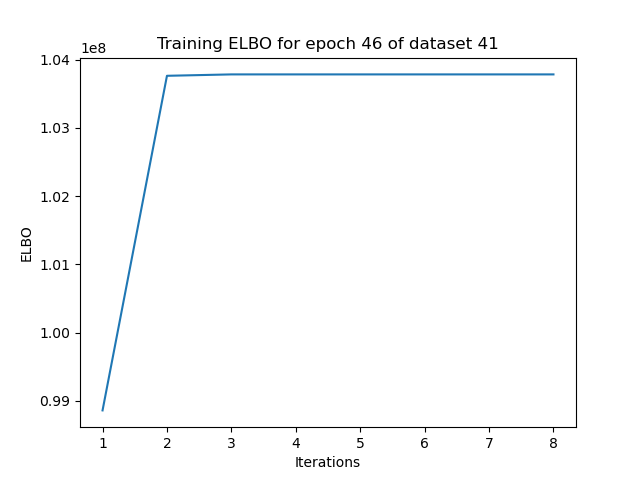 Training ELBO for epoch 46 of dataset 41
1e8
1.04
1.03
1.02
1.01
1.00
0.99
ELBO
1 2 3 4 5 6 7 8
Iterations